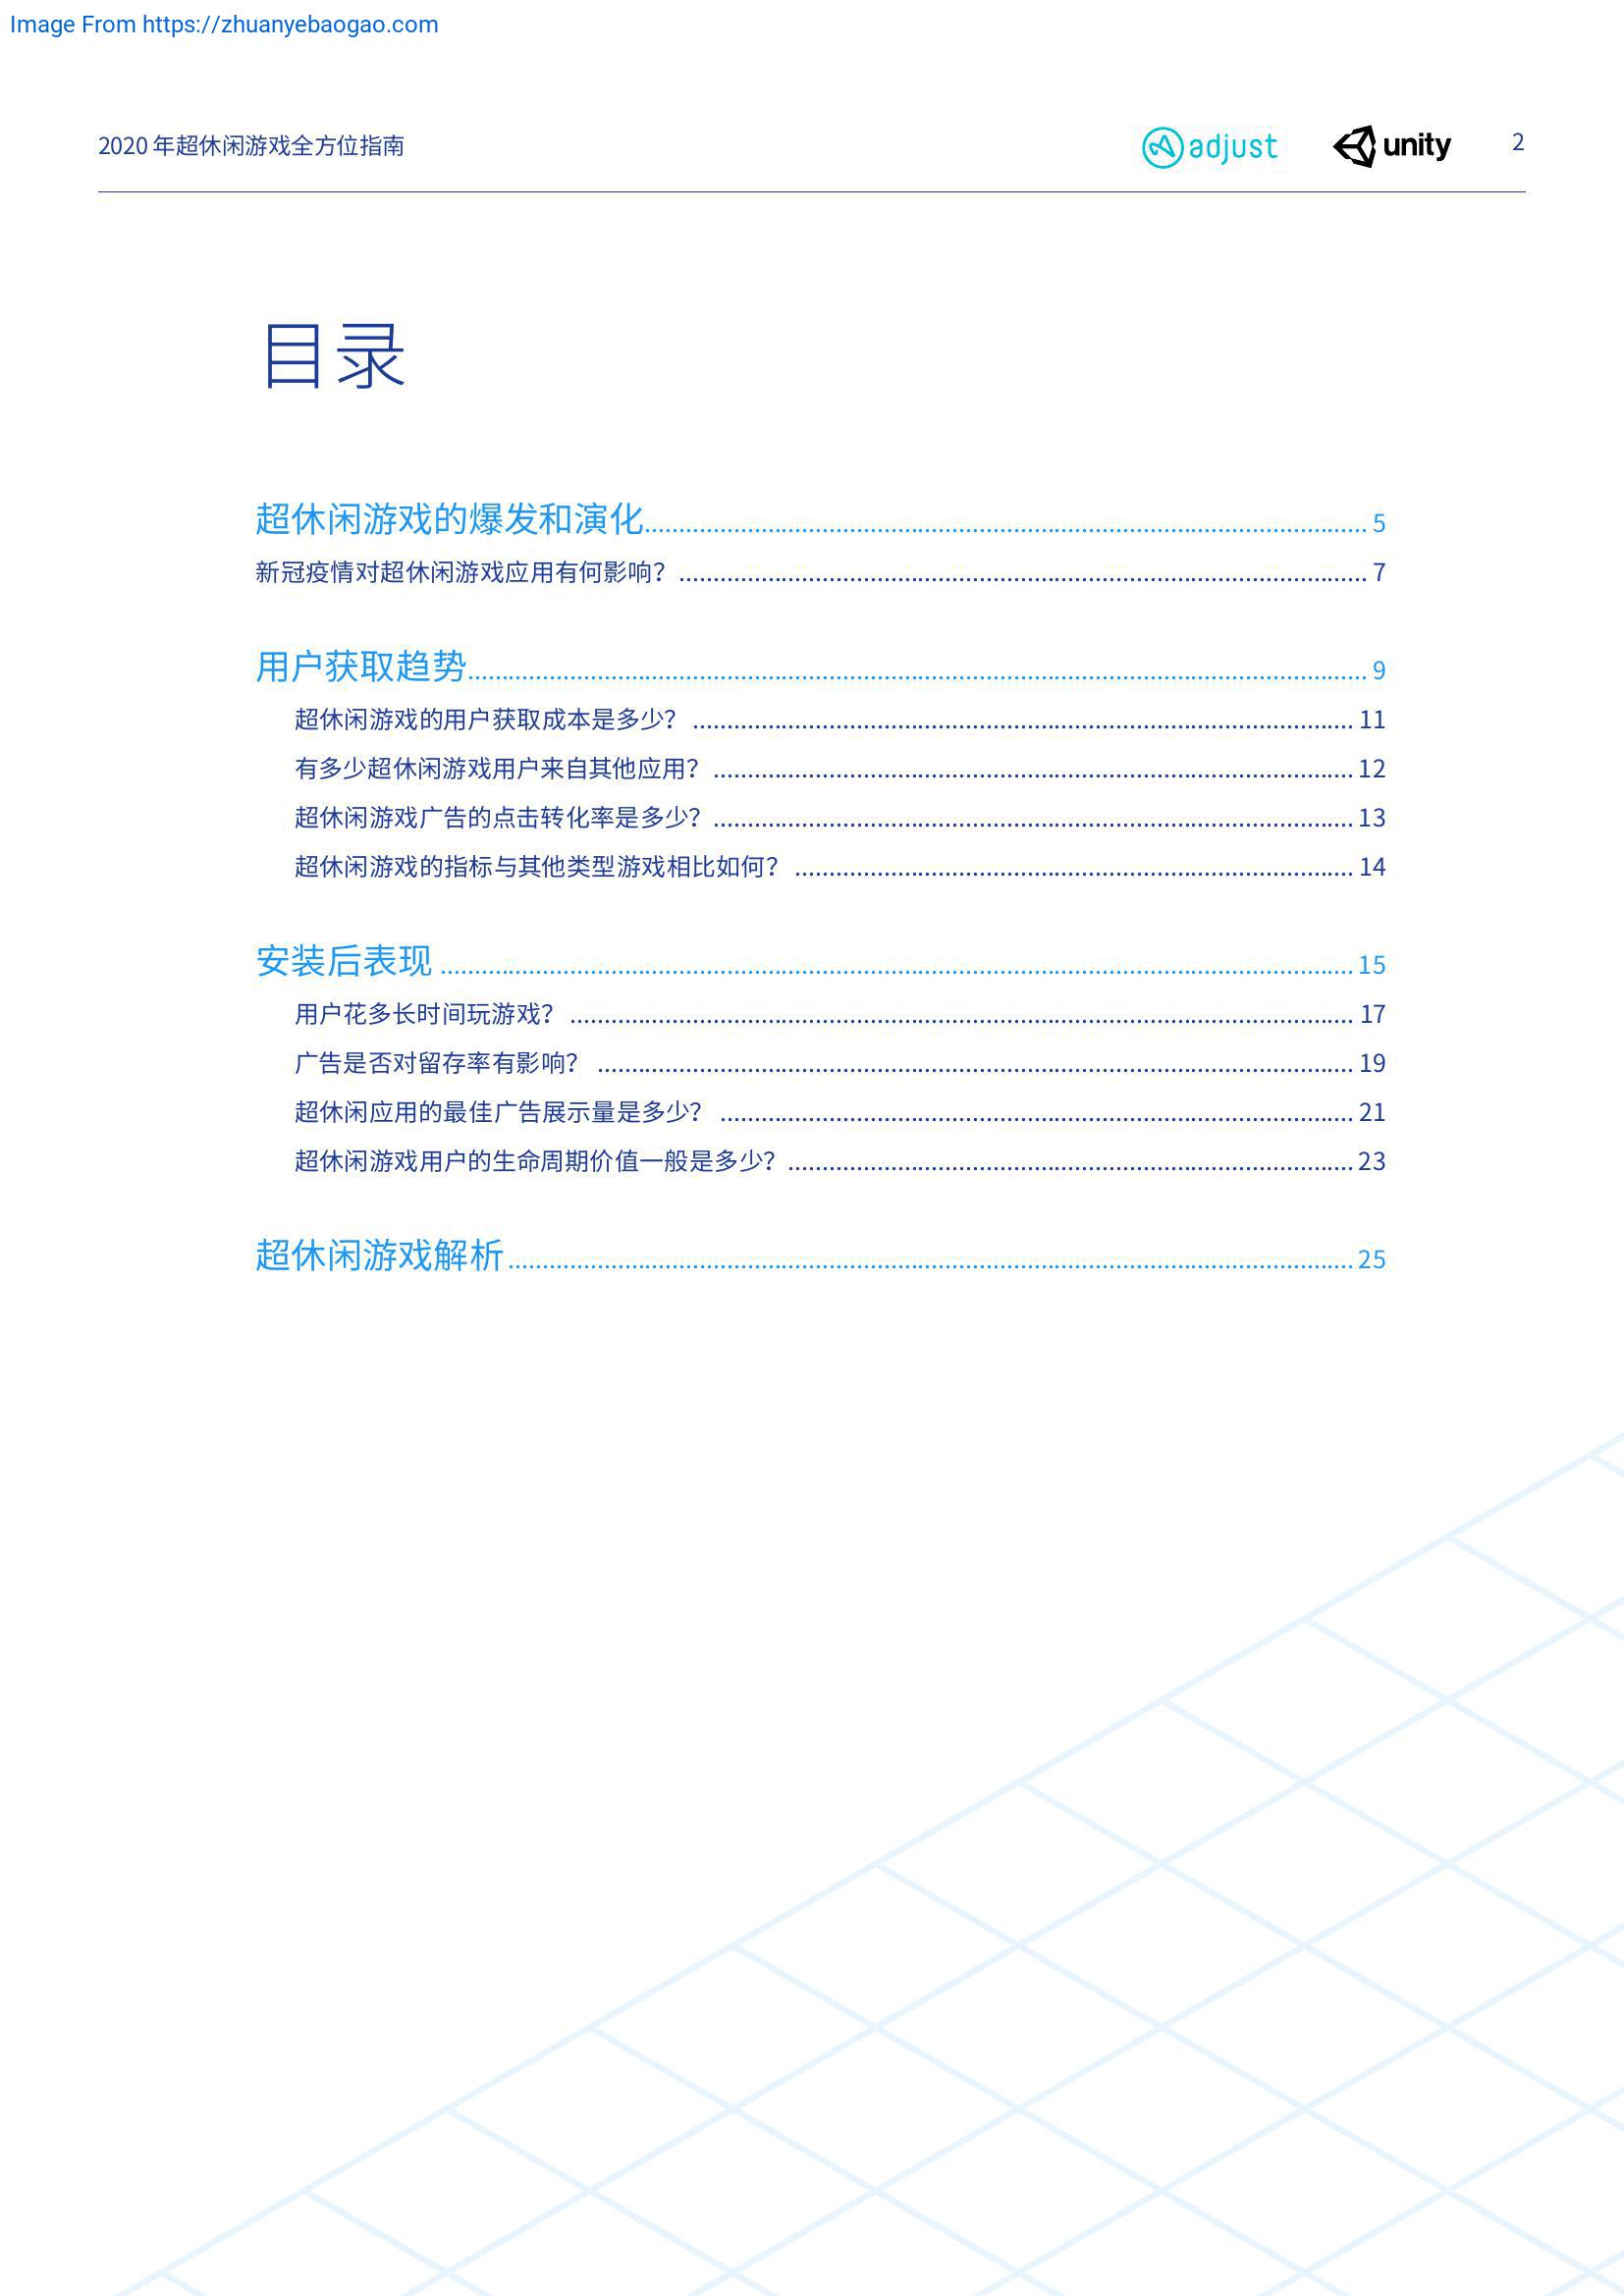 Image From https://zhuanyebaogao.com
2020 年超休闲游戏全方位指南
adjust
unity
2
目录
超休闲游戏的爆发和演化 5
新冠疫情对超休闲游戏应用有何影响? 7
用户获取趋势 9
超休闲游戏的用户获取成本是多少? 11
有多少超休闲游戏用户来自其他应用? 12
超休闲游戏广告的点击转化率是多少? 13
超休闲游戏的指标与其他类型游戏相比如何? 14
安装后表现 15
用户花多长时间玩游戏? 17
广告是否对留存率有影响? 19
超休闲应用的最佳广告展示量是多少? 21
超休闲游戏用户的生命周期价值一般是多少? 23
超休闲游戏解析 25